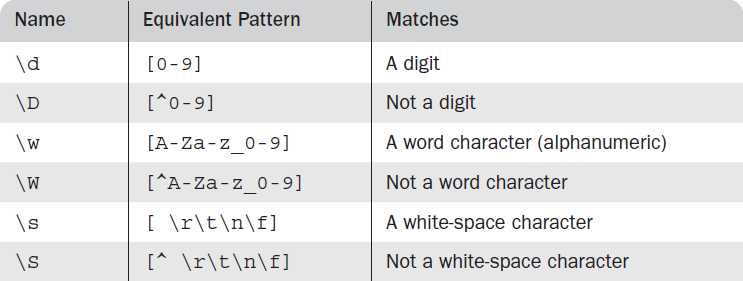 Name Equivalent Pattern Matches
\d [0-9] A digit
\D [^0-9] Not a digit
\w [A-Za-z_0-9] A word character (alphanumeric)
\W [^A-Za-z_0-9] Not a word character
\s [ \r\t\n\f] A white-space character
\S [^ \r\t\n\f] Not a white-space character